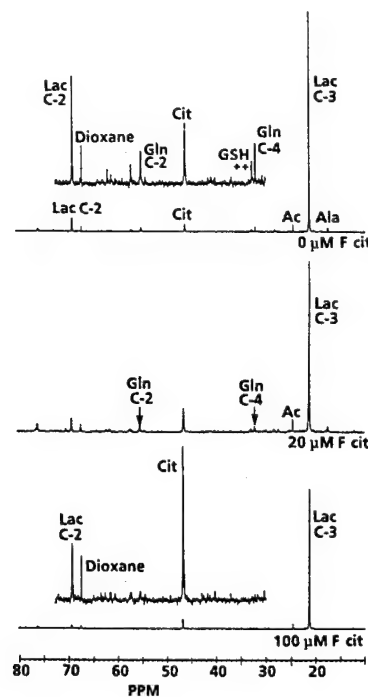 Lac
C-2
Dioxane
Gln
C-2
Cit
GSH
++
Gln
C-4
Lac
C-3
Lac C-2
Cit
Ac
Ala
0 µM F cit
Lac
C-3
Gln
C-2
Gln
C-4
Ac
20 µM F cit
Cit
Lac
C-2
Dioxane
Lac
C-3
100 µM F cit
80 70 60 50 40 30 20
PPM